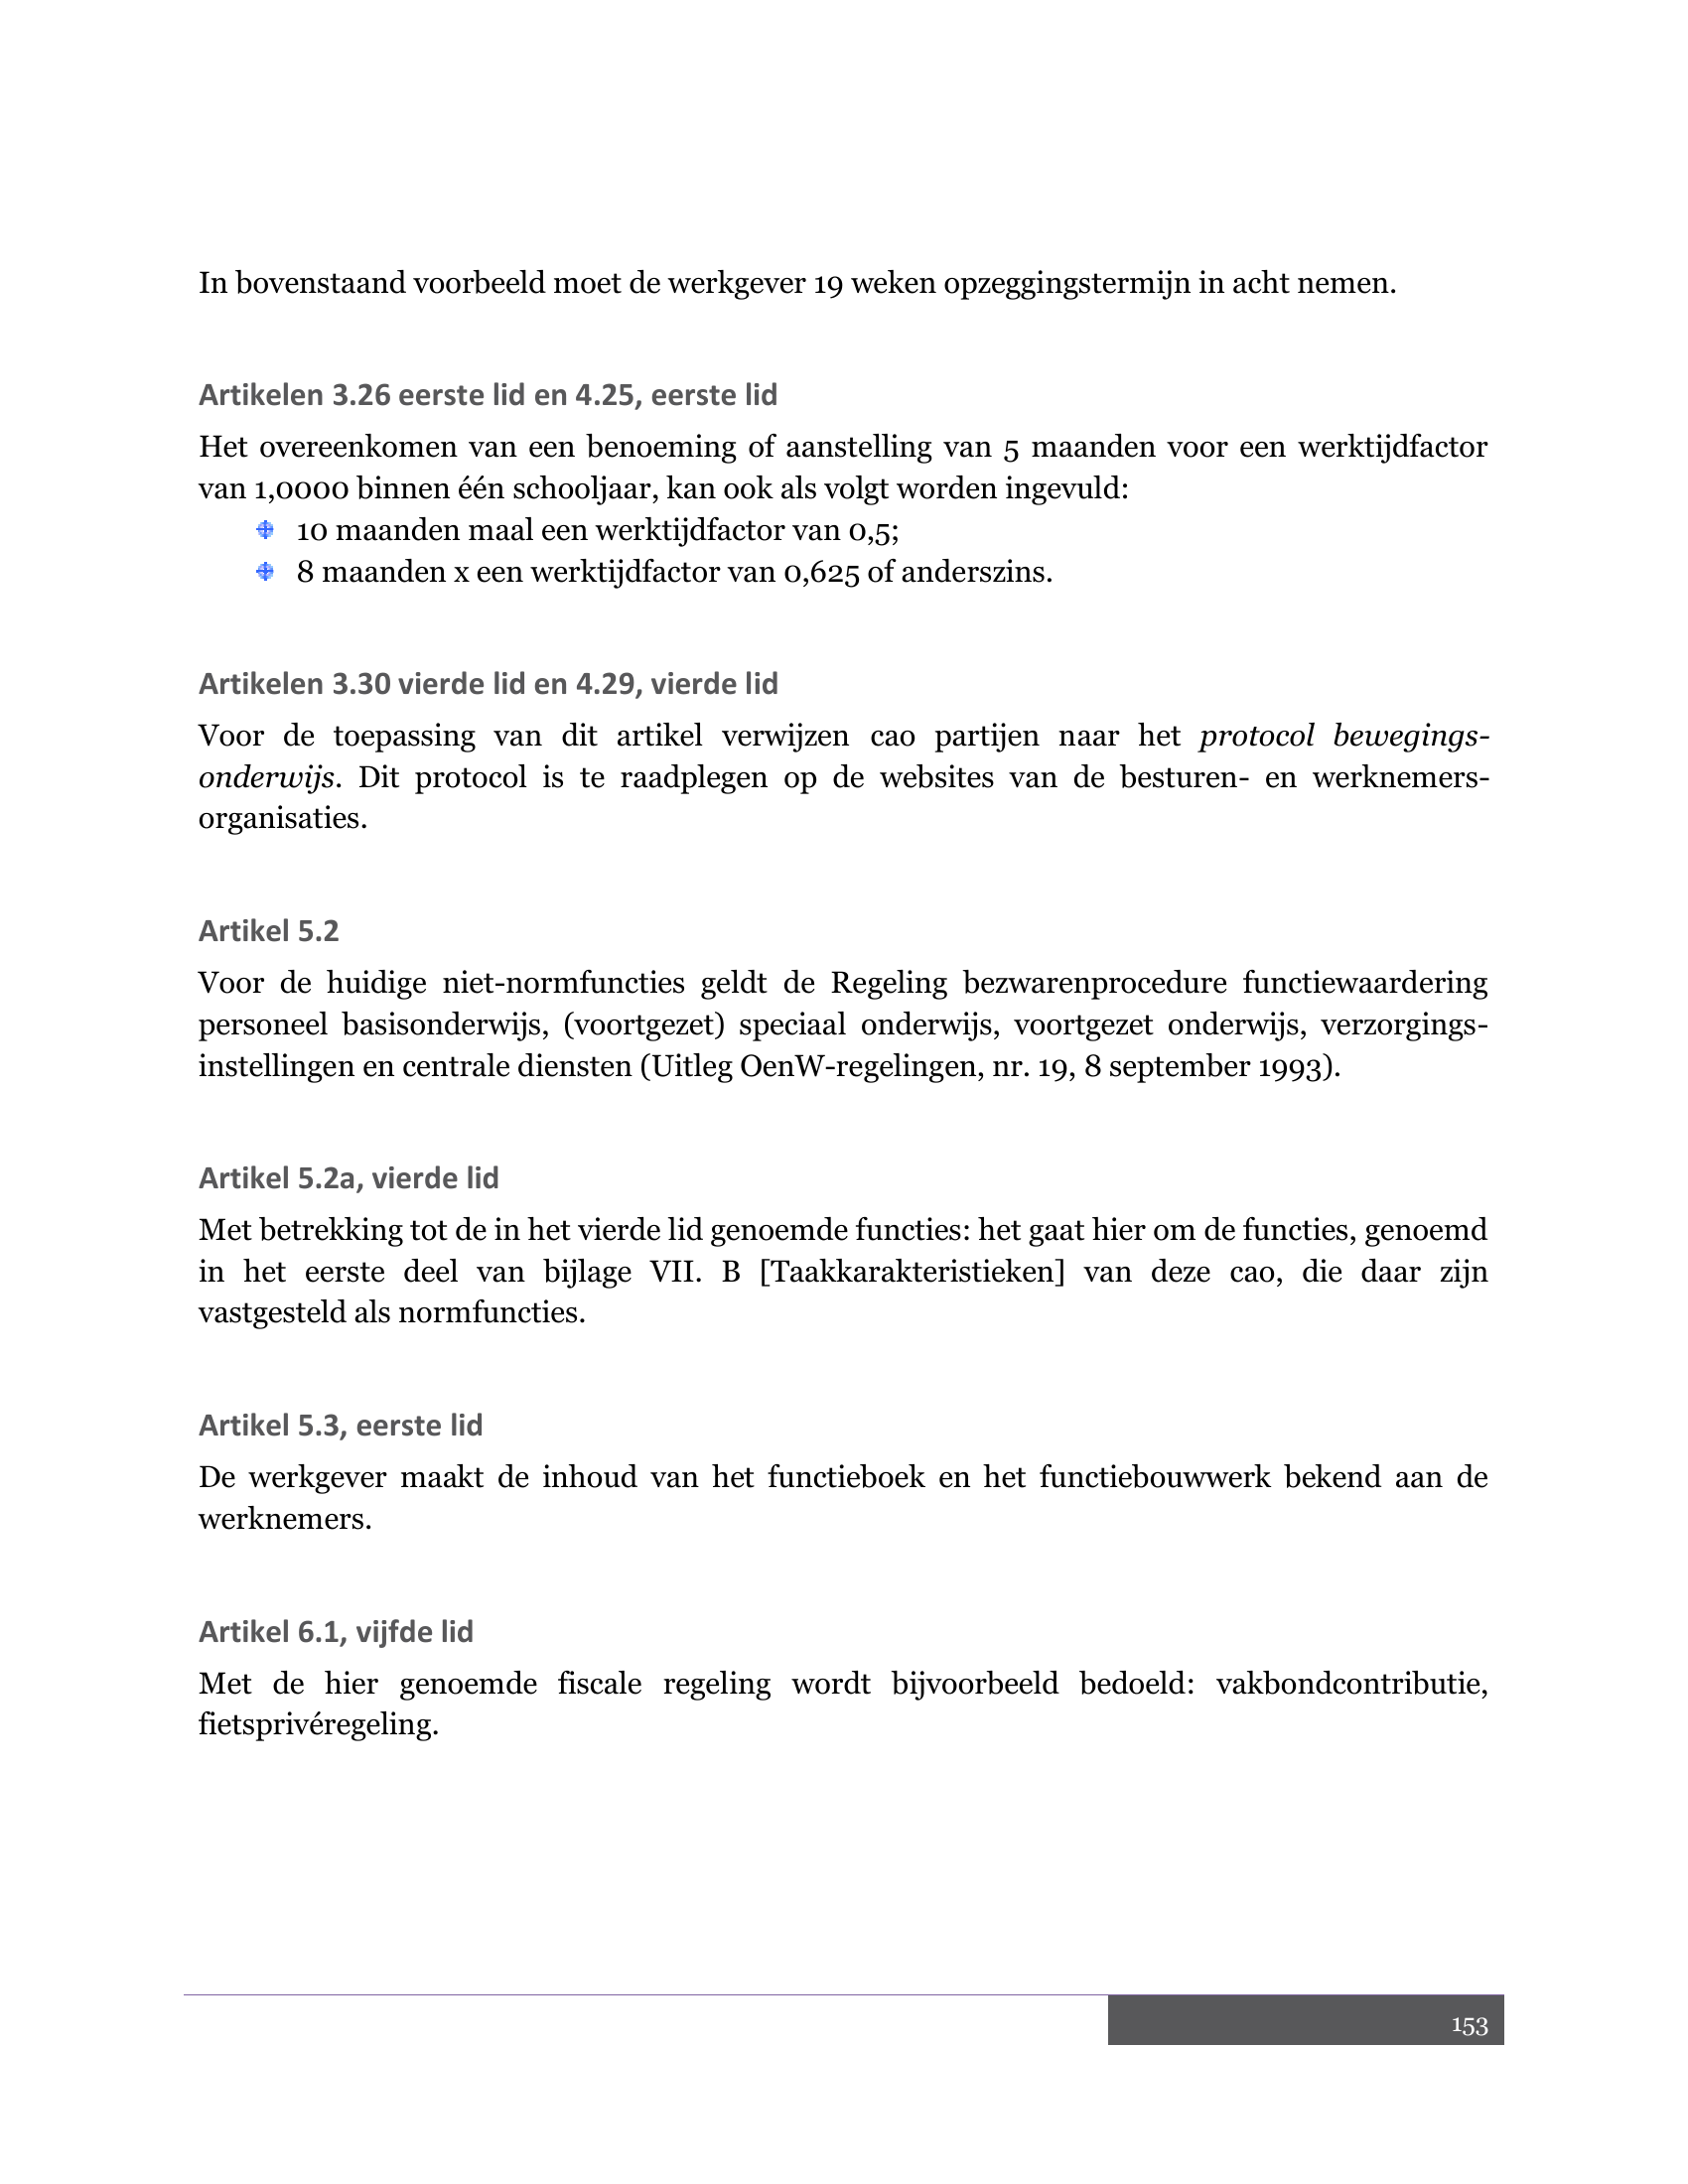 In bovenstaand voorbeeld moet de werkgever 19 weken opzeggingstermijn in acht nemen.
Artikelen 3.26 eerste lid en 4.25, eerste lid
Het overeenkomen van een benoeming of aanstelling van 5 maanden voor een werktijdfactor
van 1,0000 binnen één schooljaar, kan ook als volgt worden ingevuld:
10 maanden maal een werktijdfactor van 0,5;
8 maanden x een werktijdfactor van 0,625 of anderszins.
Artikelen 3.30 vierde lid en 4.29, vierde lid
Voor de toepassing van dit artikel verwijzen cao partijen naar het protocol bewegings-
onderwijs. Dit protocol is te raadplegen op de websites van de besturen- en werknemers-
organisaties.
Artikel 5.2
Voor de huidige niet-normfuncties geldt de Regeling bezwarenprocedure functiewaardering
personeel basisonderwijs, (voortgezet) speciaal onderwijs, voortgezet onderwijs, verzorgings-
instellingen en centrale diensten (Uitleg OenW-regelingen, nr. 19, 8 september 1993).
Artikel 5.2a, vierde lid
Met betrekking tot de in het vierde lid genoemde functies: het gaat hier om de functies, genoemd
in het eerste deel van bijlage VII. B [Taakkarakteristieken] van deze cao, die daar zijn
vastgesteld als normfuncties.
Artikel 5.3, eerste lid
De werkgever maakt de inhoud van het functieboek en het functiebouwwerk bekend aan de
werknemers.
Artikel 6.1, vijfde lid
Met de hier genoemde fiscale regeling wordt bijvoorbeeld bedoeld: vakbondcontributie,
fietsprivéregeling.
153